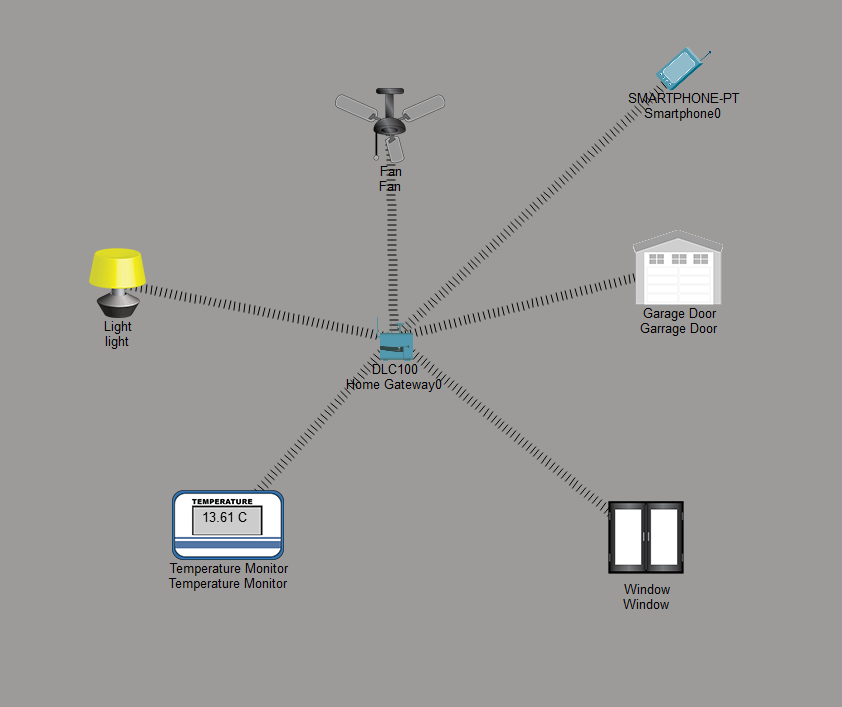 SMARTPHONE-PT
Smartphone0
Fan
Fan
Garage Door
Garrage Door
Light
light
DLC100
Home Gateway0
TEMPERATURE
13.61 C
Temperature Monitor
Temperature Monitor
Window
Window